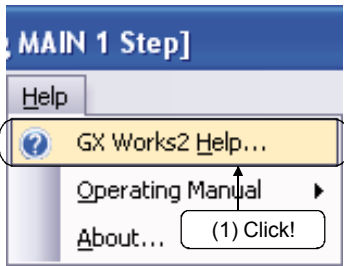 MAIN 1 Step]
Help
GX Works2 Help...
Operating Manual
About...
(1) Click!